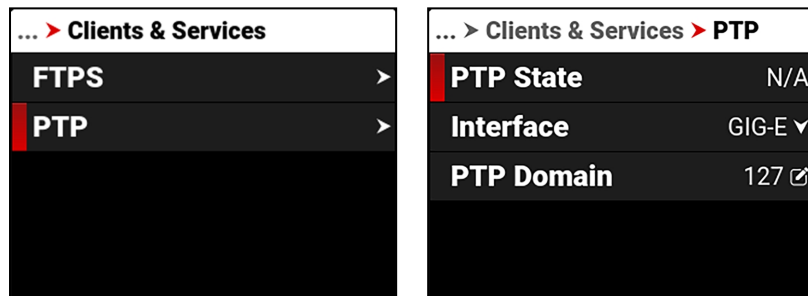 ... ➤ Clients & Services
FTPS ➤
PTP ➤
... ➤ Clients & Services ➤ PTP
PTP State N/A
Interface GIG-E
PTP Domain 127